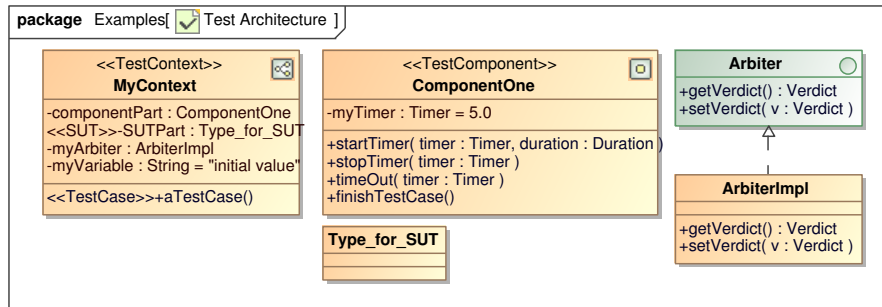 package Examples[ Test Architecture ]
<<TestContext>>
MyContext
-componentPart : ComponentOne
<<SUT>>-SUTPart : Type_for_SUT
-myArbiter : ArbiterImpl
-myVariable : String = "initial value"
<<TestCase>>+aTestCase()
<<TestComponent>>
ComponentOne
-myTimer : Timer = 5.0
+startTimer( timer : Timer, duration : Duration )
+stopTimer( timer : Timer )
+timeOut( timer : Timer )
+finishTestCase()
Type_for_SUT
Arbiter
+getVerdict() : Verdict
+setVerdict( v : Verdict )
ArbiterImpl
+getVerdict() : Verdict
+setVerdict( v : Verdict )